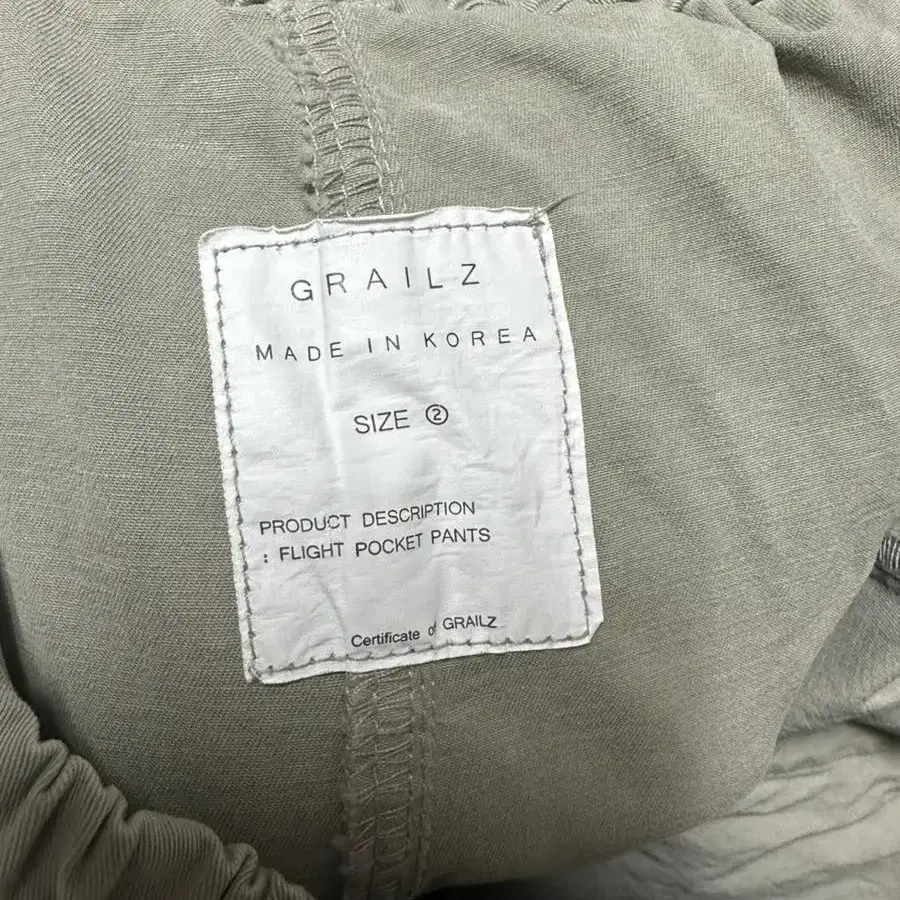 GRAILZ
MADE IN KOREA
SIZE ②
PRODUCT DESCRIPTION
: FLIGHT POCKET PANTS
Certificate of GRAILZ